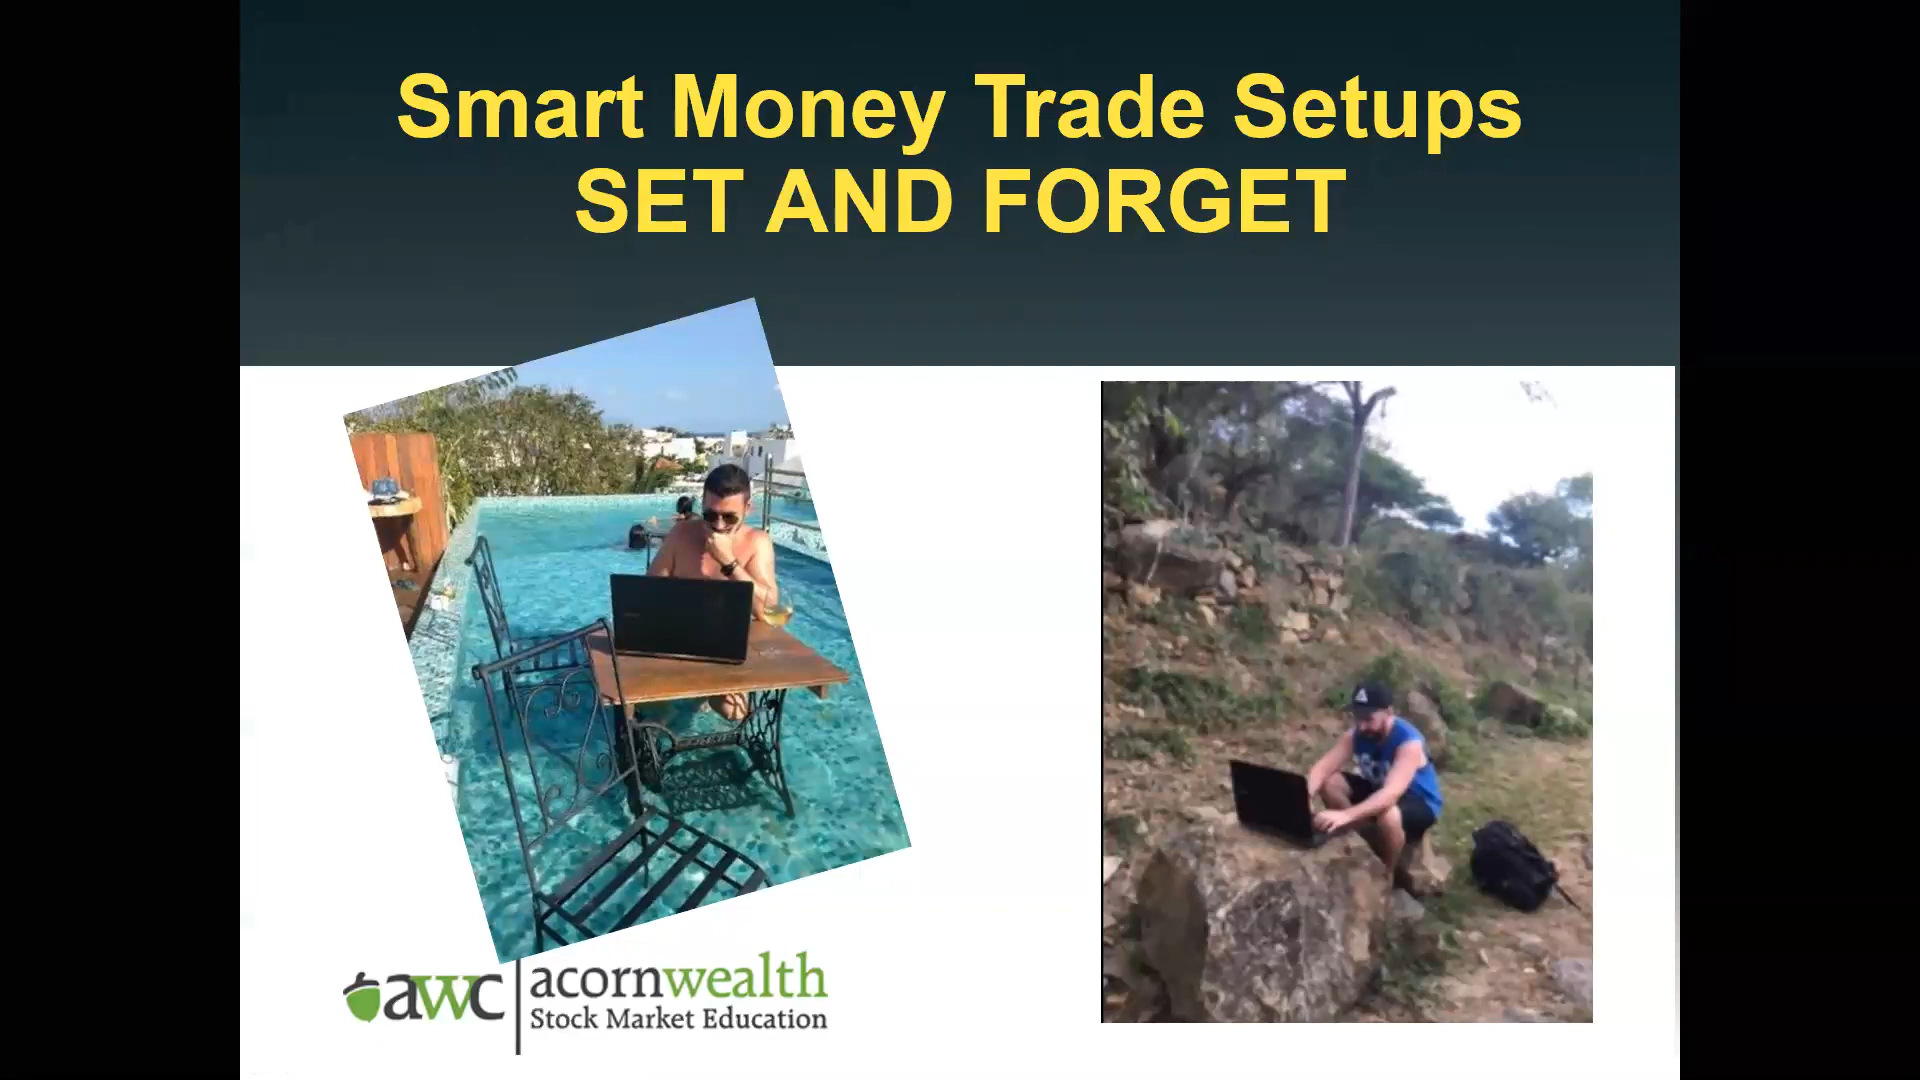 Smart Money Trade Setups
SET AND FORGET
awc
acornwealth
Stock Market Education